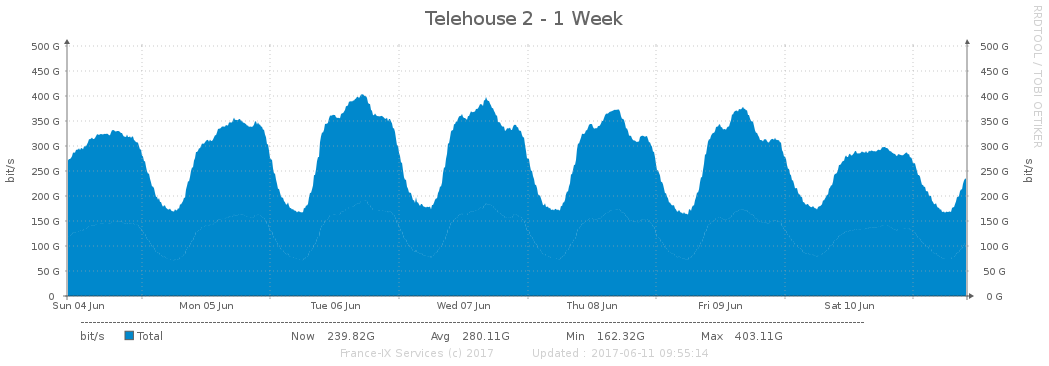 Telehouse 2 - 1 Week
RRDTOOL / TOBI OETIKER
bit/s
500 G 500 G
450 G 450 G
400 G 400 G
350 G 350 G
300 G 300 G
250 G 250 G
200 G 200 G
150 G 150 G
100 G 100 G
50 G 50 G
0 0 G
bit/s
Sun 04 Jun Mon 05 Jun Tue 06 Jun Wed 07 Jun Thu 08 Jun Fri 09 Jun Sat 10 Jun
bit/s Total Now 239.82G Avg 280.11G Min 162.32G Max 403.11G
France-IX Services (c) 2017 Updated : 2017-06-11 09:55:14